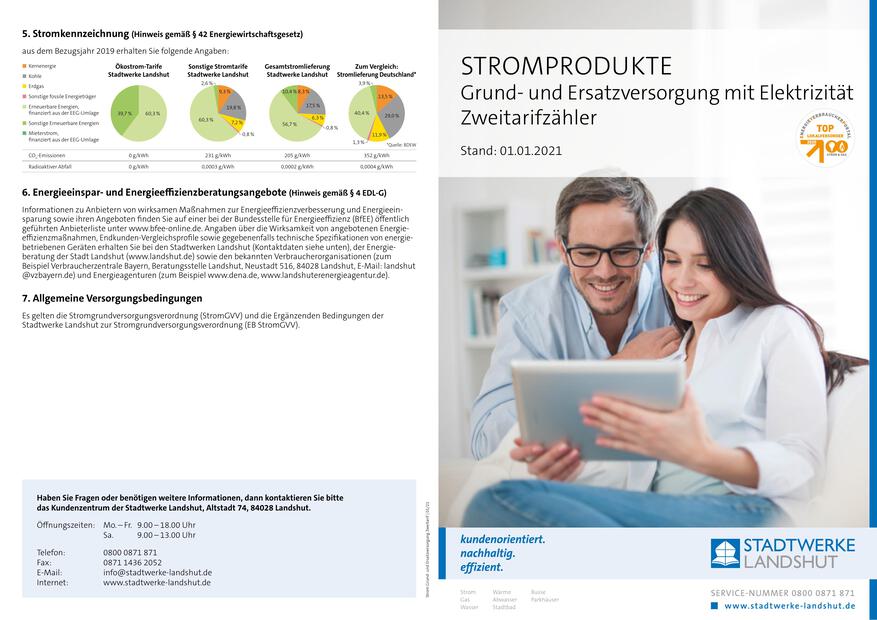 5. Stromkennzeichnung (Hinweis gemäß § 42 Energiewirtschaftsgesetz)
aus dem Bezugsjahr 2019 erhalten Sie folgende Angaben:
Kernenergie
Kohle
Erdgas
Sonstige fossile Energieträger
Erneuerbare Energien,
finanziert aus der EEG-Umlage
Sonstige Erneuerbare Energien
Mieterstrom,
finanziert aus der EEG-Umlage
Ökostrom-Tarife
Stadtwerke Landshut
39,7 %
60,3 %
Sonstige Stromtarife
Stadtwerke Landshut
2,6 %
9,3 %
19,8 %
7,2 %
0,8 %
60,3 %
Gesamtstromlieferung
Stadtwerke Landshut
10,4 %
8,3 %
17,5 %
6,3 %
0,8 %
56,7 %
Zum Vergleich:
Stromlieferung Deutschland*
3,9 %
13,5 %
29,0 %
11,9 %
1,3 %
40,4 %
*Quelle: BDEW
CO₂-Emissionen 0 g/kWh 231 g/kWh 205 g/kWh 352 g/kWh
Radioaktiver Abfall 0 g/kWh 0,0003 g/kWh 0,0002 g/kWh 0,0004 g/kWh
6. Energieeinspar- und Energieeffizienzberatungsangebote (Hinweis gemäß § 4 EDL-G)
Informationen zu Anbietern von wirksamen Maßnahmen zur Energieeffizienzverbesserung und Energieein-
sparung sowie ihren Angeboten finden Sie auf einer bei der Bundesstelle für Energieeffizienz (BfEE) öffentlich
geführten Anbieterliste unter www.bfee-online.de. Angaben über die Wirksamkeit von angebotenen Energie-
effizienzmaßnahmen, Endkunden-Vergleichsprofile sowie gegebenenfalls technische Spezifikationen von energie-
betriebenen Geräten erhalten Sie bei den Stadtwerken Landshut (Kontaktdaten siehe unten), der Energie-
beratung der Stadt Landshut (www.landshut.de) sowie den bekannten Verbraucherorganisationen (zum
Beispiel Verbraucherzentrale Bayern, Beratungsstelle Landshut, Neustadt 516, 84028 Landshut, E-Mail: landshut
@vzbayern.de) und Energieagenturen (zum Beispiel www.dena.de, www.landshuterenergieagentur.de).
7. Allgemeine Versorgungsbedingungen
Es gelten die Stromgrundversorgungsverordnung (StromGVV) und die Ergänzenden Bedingungen der
Stadtwerke Landshut zur Stromgrundversorgungsverordnung (EB StromGVV).
Haben Sie Fragen oder benötigen weitere Informationen, dann kontaktieren Sie bitte
das Kundenzentrum der Stadtwerke Landshut, Altstadt 74, 84028 Landshut.
Öffnungszeiten: Mo. – Fr. 9.00 – 18.00 Uhr
Sa. 9.00 – 13.00 Uhr
Telefon: 0800 0871 871
Fax: 0871 1436 2052
E-Mail: info@stadtwerke-landshut.de
Internet: www.stadtwerke-landshut.de
STROMPRODUKTE
Grund- und Ersatzversorgung mit Elektrizität
Zweitarifzähler
Stand: 01.01.2021
ENERGIEVERBRAUCHERPORTAL
TOP
LOKALVERSORGER
STROM & GAS
kundenorientiert.
nachhaltig.
effizient.
STADTWERKE
LANDSHUT
Strom Wärme Busse
Gas Abwasser Parkhäuser
Wasser Stadtbad
SERVICE-NUMMER 0800 0871 871
www.stadtwerke-landshut.de